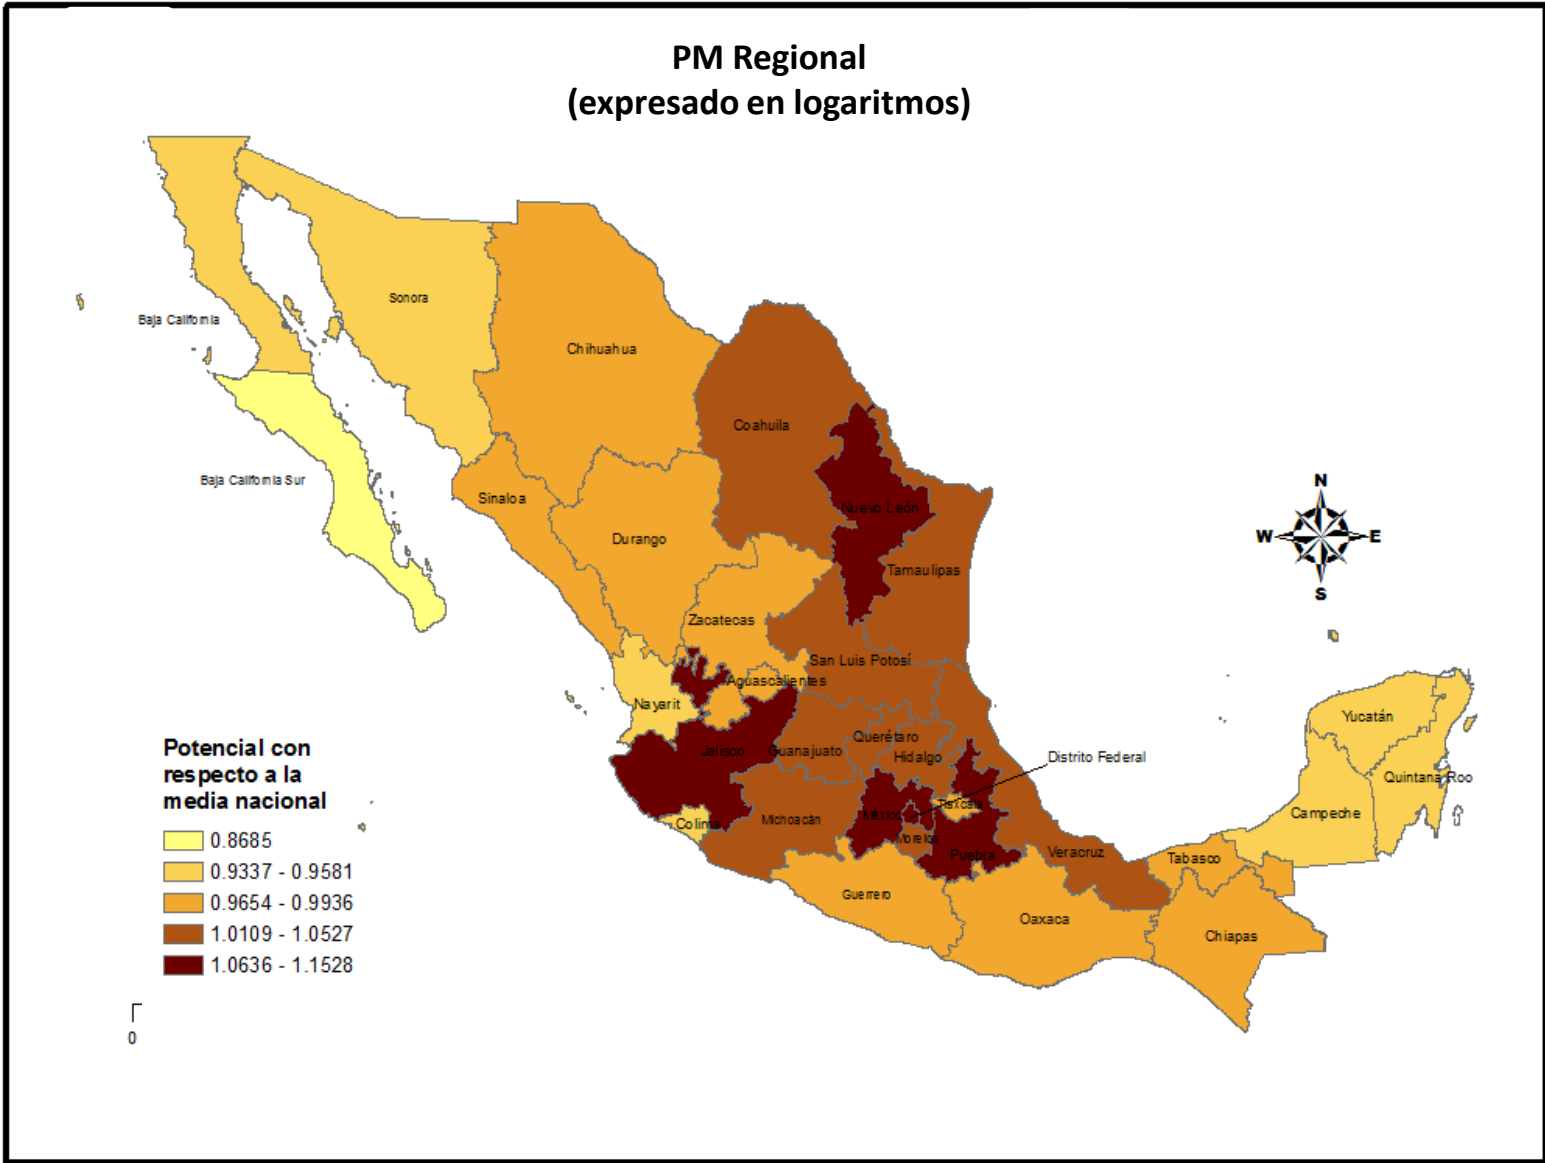 PM Regional
(expresado en logaritmos)
Sonora
Baja California
Chihuahua
Coahuila
Baja California Sur
Sinaloa
Nuevo León
Durango
Tamaulipas
Zacatecas
San Luis Potosí
Aguascalientes
Nayarit
Jalisco
Guanajuato
Querétaro
Hidalgo
Distrito Federal
Colima
Michoacán
México
Tlaxcala
Morelos
Puebla
Veracruz
Guerrero
Oaxaca
Tabasco
Chiapas
Yucatán
Quintana Roo
Campeche
N
W
E
S
Potencial con
respecto a la
media nacional
0.8685
0.9337 - 0.9581
0.9654 - 0.9936
1.0109 - 1.0527
1.0636 - 1.1528
0